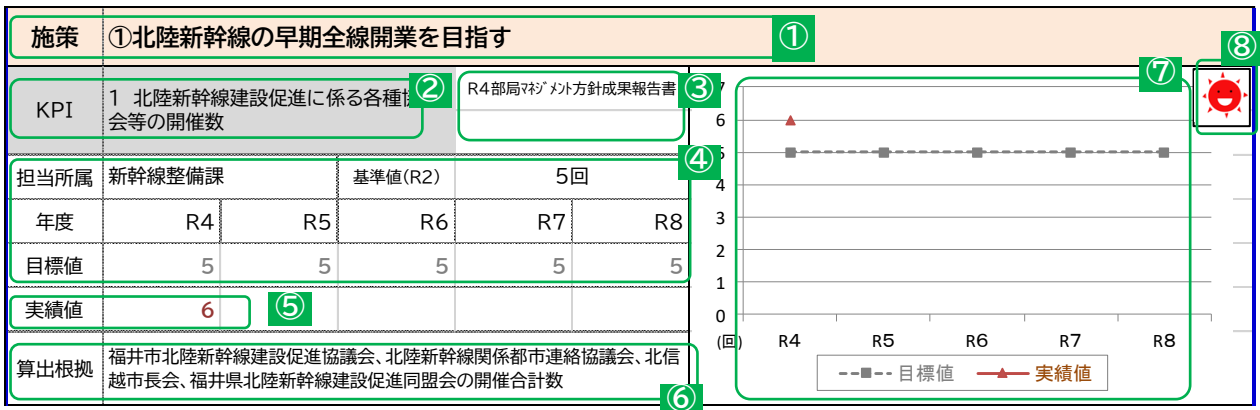 施策 ①北陸新幹線の早期全線開業を目指す ①
⑧
KPI 1 北陸新幹線建設促進に係る各種 ②
会等の開催数
R4部局ﾏﾈｼﾞﾒﾝﾄ方針成果報告書 ③
④
担当所属 新幹線整備課 基準値(R2) 5回
年度 R4 R5 R6 R7 R8
目標値 5 5 5 5 5
実績値 6 ⑤
算出根拠 福井市北陸新幹線建設促進協議会、北陸新幹線関係都市連絡協議会、北信
越市長会、福井県北陸新幹線建設促進同盟会の開催合計数
⑥
⑦
7
6
5
4
3
2
1
0
(回) R4 R5 R6 R7 R8
目標値 実績値